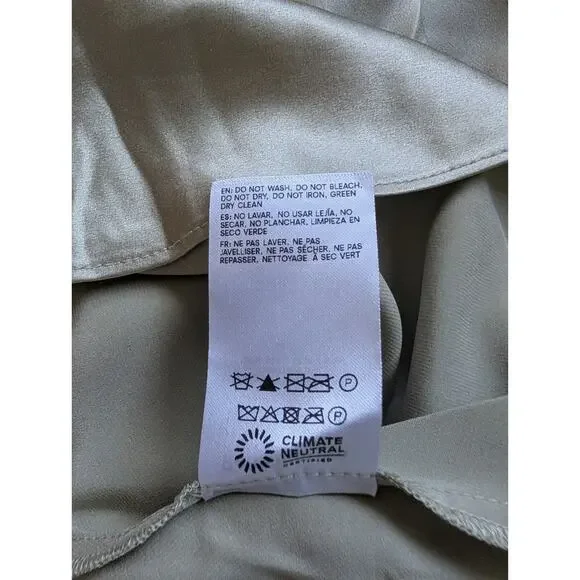 EN: DO NOT WASH, DO NOT BLEACH,
DO NOT DRY, DO NOT IRON, GREEN
DRY CLEAN
ES: NO LAVAR, NO USAR LEJÍA, NO
SECAR, NO PLANCHAR, LIMPIEZA EN
SECO VERDE
FR: NE PAS LAVER, NE PAS
JAVELLISER, NE PAS SÉCHER, NE PAS
REPASSER, NETTOYAGE À SEC VERT
P
P
CLIMATE
NEUTRAL
CERTIFIED